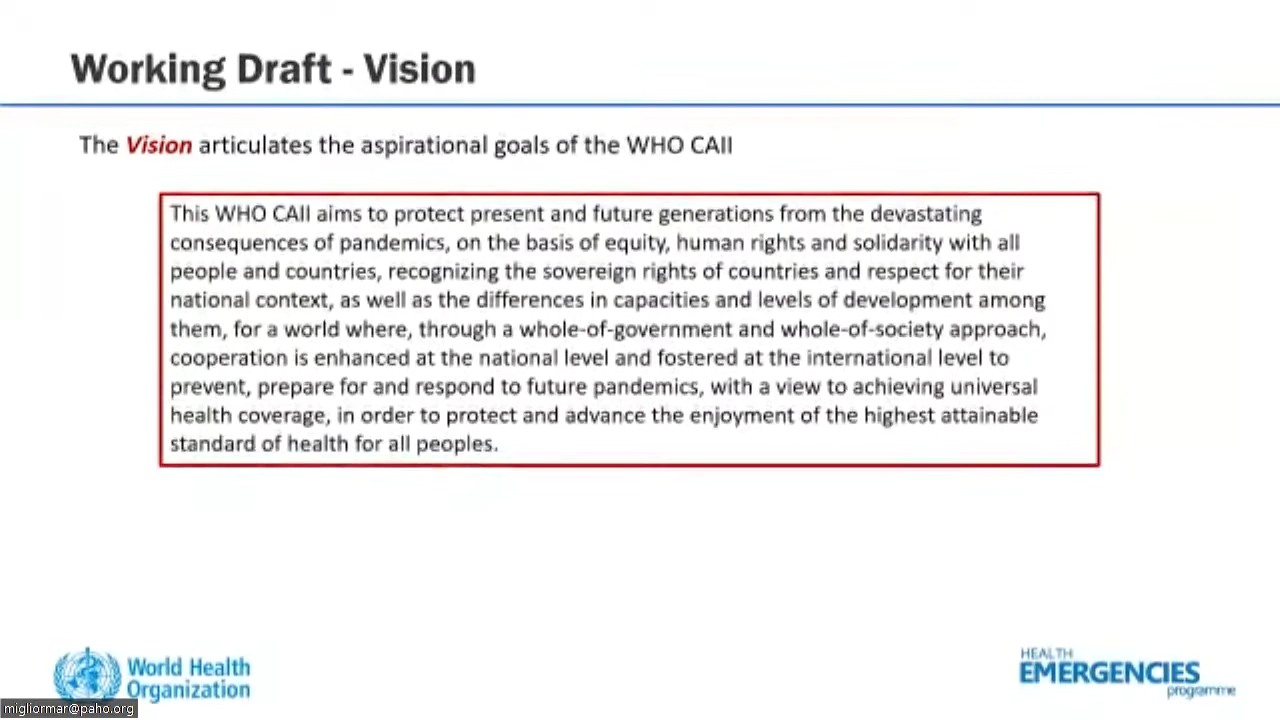 Working Draft - Vision
The Vision articulates the aspirational goals of the WHO CAII
This WHO CAII aims to protect present and future generations from the devastating
consequences of pandemics, on the basis of equity, human rights and solidarity with all
people and countries, recognizing the sovereign rights of countries and respect for their
national context, as well as the differences in capacities and levels of development among
them, for a world where, through a whole-of-government and whole-of-society approach,
cooperation is enhanced at the national level and fostered at the international level to
prevent, prepare for and respond to future pandemics, with a view to achieving universal
health coverage, in order to protect and advance the enjoyment of the highest attainable
standard of health for all peoples.
World Health
Organization
HEALTH
EMERGENCIES
programme
migliormar@paho.org